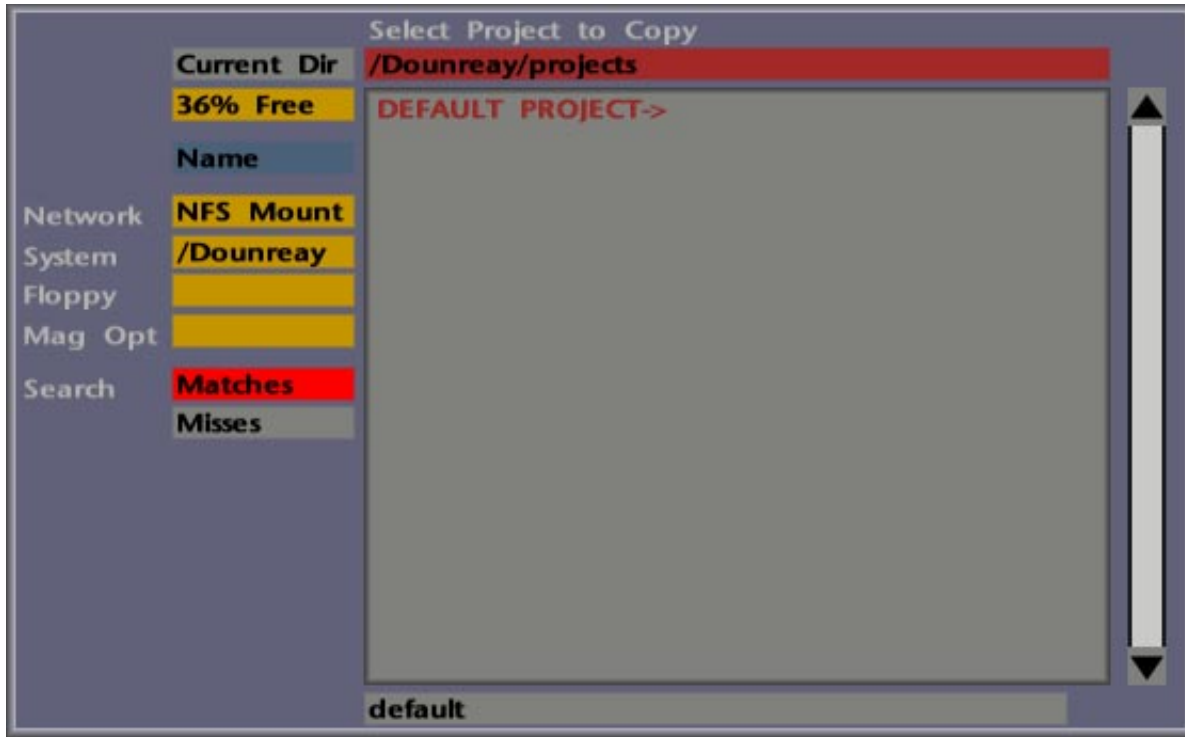 Select Project to Copy
Current Dir /Dounreay/projects
36% Free DEFAULT PROJECT->
Name
Network NFS Mount
System /Dounreay
Floppy
Mag Opt
Search Matches
Misses
default